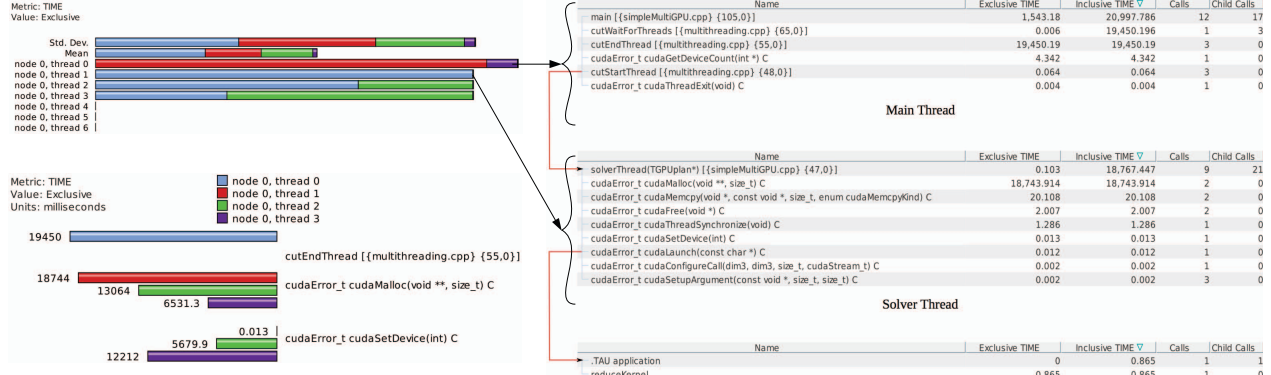 Metric: TIME
Value: Exclusive
Std. Dev.
Mean
node 0, thread 0
node 0, thread 1
node 0, thread 2
node 0, thread 3
node 0, thread 4
node 0, thread 5
node 0, thread 6
Metric: TIME
Value: Exclusive
Units: milliseconds
node 0, thread 0
node 0, thread 1
node 0, thread 2
node 0, thread 3
19450
cutEndThread [{multithreading.cpp} {55,0}]
18744
13064 cudaError_t cudaMalloc(void **, size_t) C
6531.3
0.013
5679.9 cudaError_t cudaSetDevice(int) C
12212
Name Exclusive TIME Inclusive TIME ▽ Calls Child Calls
main [{simpleMultiGPU.cpp} {105,0}] 1,543.18 20,997.786 12 17
cutWaitForThreads [{multithreading.cpp} {65,0}] 0.006 19,450.196 1 3
cutEndThread [{multithreading.cpp} {55,0}] 19,450.19 19,450.19 3 0
cudaError_t cudaGetDeviceCount(int *) C 4.342 4.342 1 0
cutStartThread [{multithreading.cpp} {48,0}] 0.064 0.064 3 0
cudaError_t cudaThreadExit(void) C 0.004 0.004 1 0
Main Thread
Name Exclusive TIME Inclusive TIME ▽ Calls Child Calls
solverThread(TGPUplan*) [{simpleMultiGPU.cpp} {47,0}] 0.103 18,767.447 9 21
cudaError_t cudaMalloc(void **, size_t) C 18,743.914 18,743.914 2 0
cudaError_t cudaMemcpy(void *, const void *, size_t, enum cudaMemcpyKind) C 20.108 20.108 2 0
cudaError_t cudaFree(void *) C 2.007 2.007 2 0
cudaError_t cudaThreadSynchronize(void) C 1.286 1.286 1 0
cudaError_t cudaSetDevice(int) C 0.013 0.013 1 0
cudaError_t cudaLaunch(const char *) C 0.012 0.012 1 0
cudaError_t cudaConfigureCall(dim3, dim3, size_t, cudaStream_t) C 0.002 0.002 1 0
cudaError_t cudaSetupArgument(const void *, size_t, size_t) C 0.002 0.002 3 0
Solver Thread
Name Exclusive TIME Inclusive TIME ▽ Calls Child Calls
.TAU application 0 0.865 1 1
reduceKernel 0.865 0.865 1 0